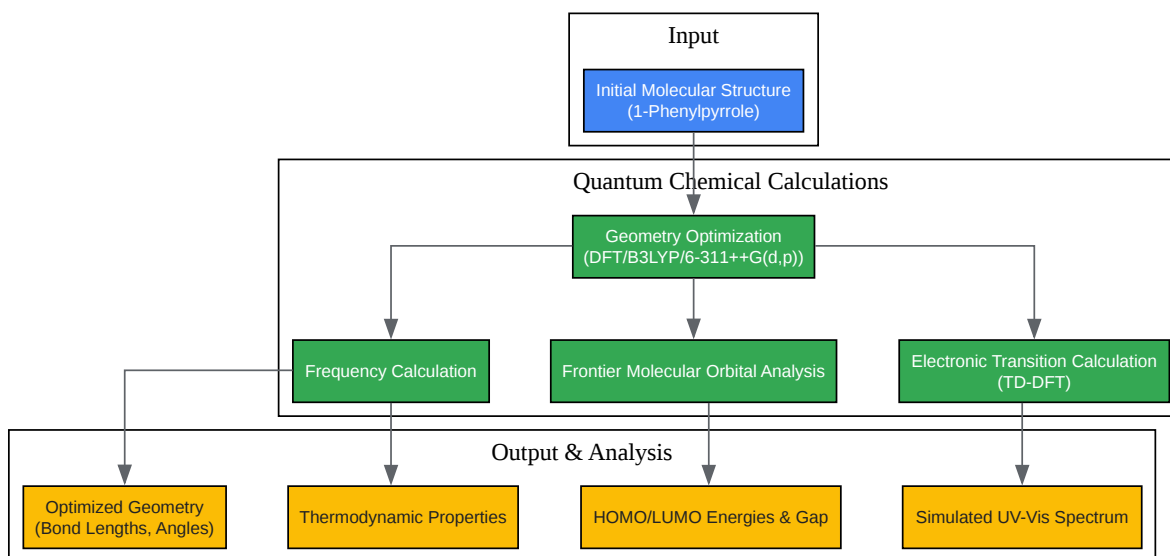 Input
Initial Molecular Structure
(1-Phenylpyrrole)
Quantum Chemical Calculations
Geometry Optimization
(DFT/B3LYP/6-311++G(d,p))
Frequency Calculation
Frontier Molecular Orbital Analysis
Electronic Transition Calculation
(TD-DFT)
Output & Analysis
Optimized Geometry
(Bond Lengths, Angles)
Thermodynamic Properties
HOMO/LUMO Energies & Gap
Simulated UV-Vis Spectrum